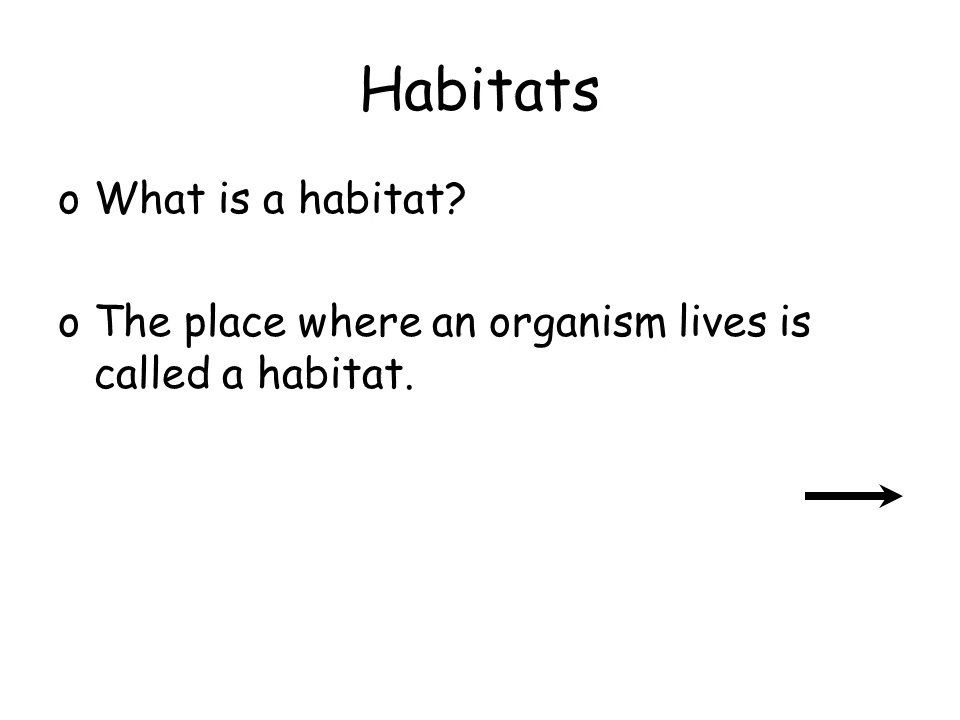 Habitats
o What is a habitat?
o The place where an organism lives is
called a habitat.